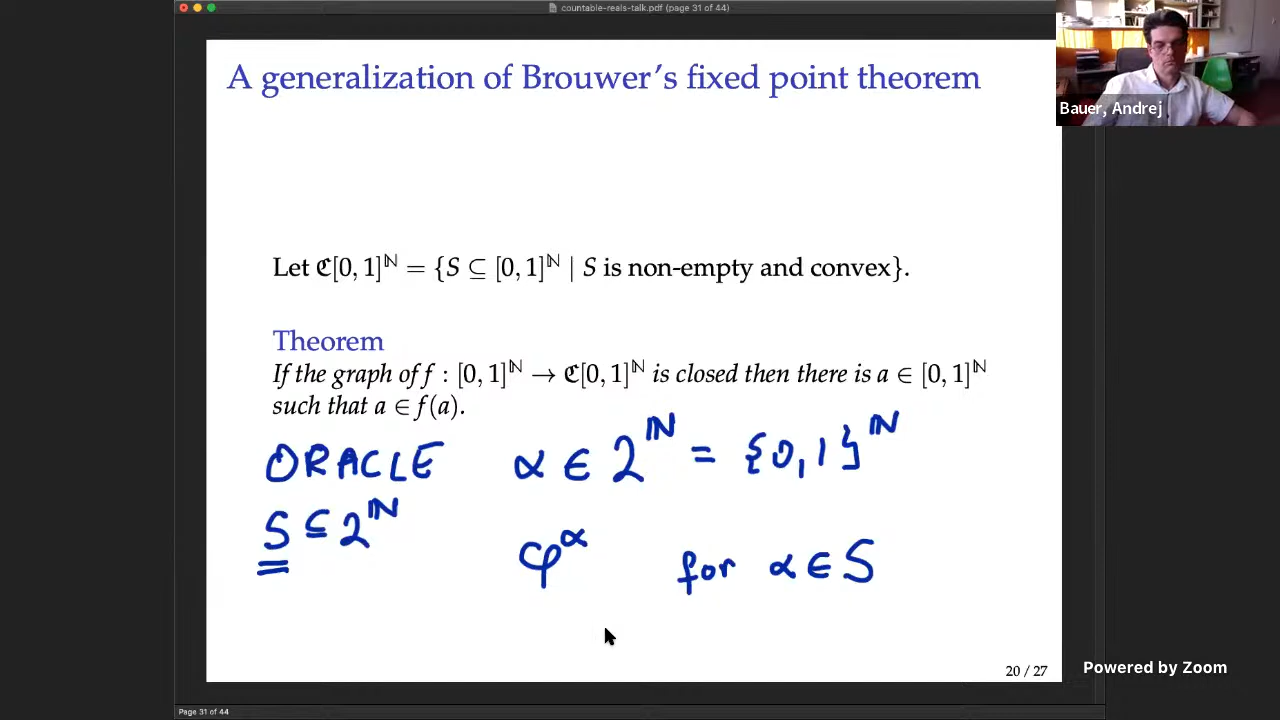 countable-reals-talk.pdf (page 31 of 44)
A generalization of Brouwer's fixed point theorem
Bauer, Andrej
Let ℭ[0, 1]^ℕ = {S ⊆ [0, 1]^ℕ | S is non-empty and convex}.
Theorem
If the graph of f : [0, 1]^ℕ → ℭ[0, 1]^ℕ is closed then there is a ∈ [0, 1]^ℕ
such that a ∈ f(a).
ORACLE α ∈ 2^ℕ = {0, 1}^ℕ
S ⊆ 2^ℕ
φ^α for α ∈ S
20 / 27
Powered by Zoom
Page 31 of 44